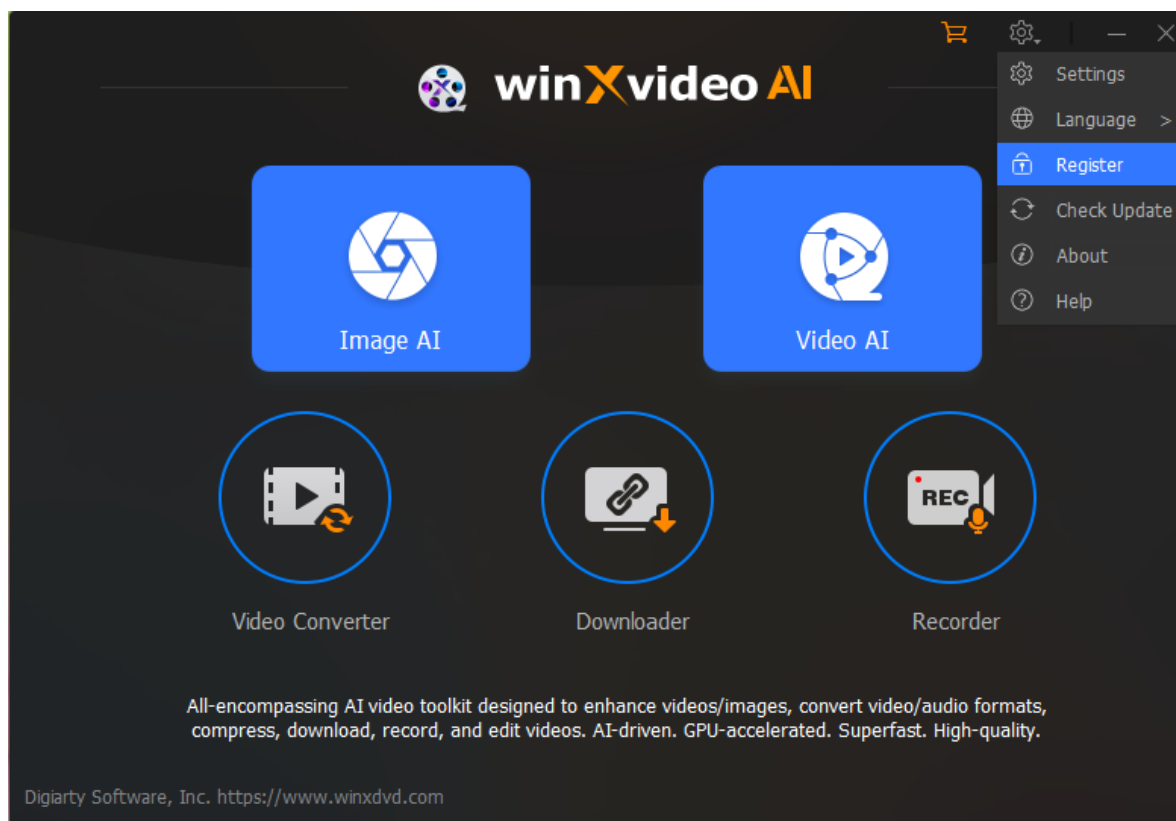 winXvideo AI
Settings
Language >
Register
Check Update
About
Help
Image AI
Video AI
REC
Video Converter
Downloader
Recorder
All-encompassing AI video toolkit designed to enhance videos/images, convert video/audio formats,
compress, download, record, and edit videos. AI-driven. GPU-accelerated. Superfast. High-quality.
Digiarty Software, Inc. https://www.winxdvd.com